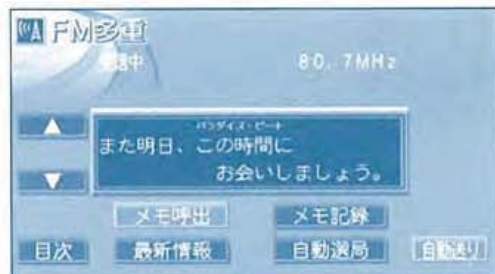 FM多重
受信中 80.7MHz
パラダイス・ビート
また明日、この時間に
お会いしましょう。
メモ呼出 メモ記録
目次 最新情報 自動選局 自動送り